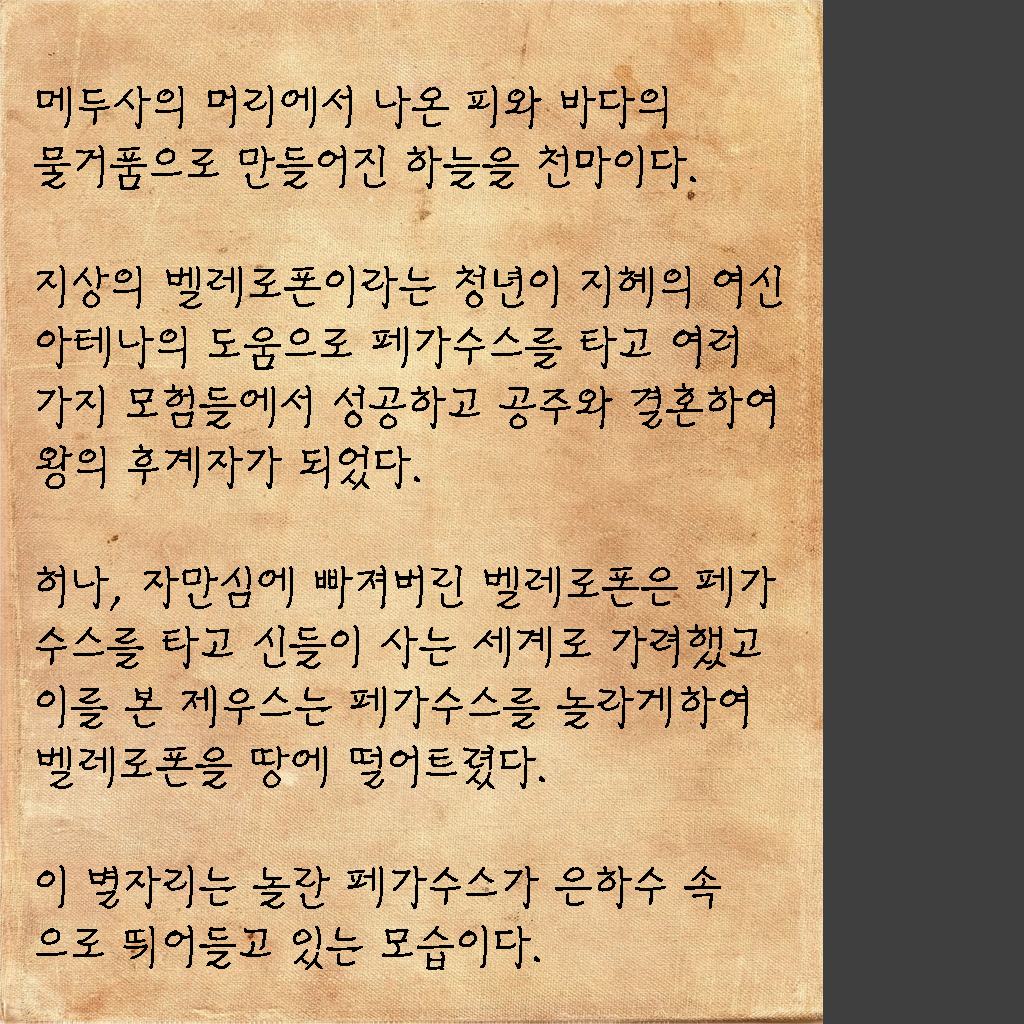 메두사의 머리에서 나온 피와 바다의
물거품으로 만들어진 하늘을 천마이다.
지상의 벨레로폰이라는 청년이 지혜의 여신
아테나의 도움으로 페가수스를 타고 여러
가지 모험들에서 성공하고 공주와 결혼하여
왕의 후계자가 되었다.
허나, 자만심에 빠져버린 벨레로폰은 페가
수스를 타고 신들이 사는 세계로 가려했고
이를 본 제우스는 페가수스를 놀라게하여
벨레로폰을 땅에 떨어트렸다.
이 별자리는 놀란 페가수스가 은하수 속
으로 뛰어들고 있는 모습이다.